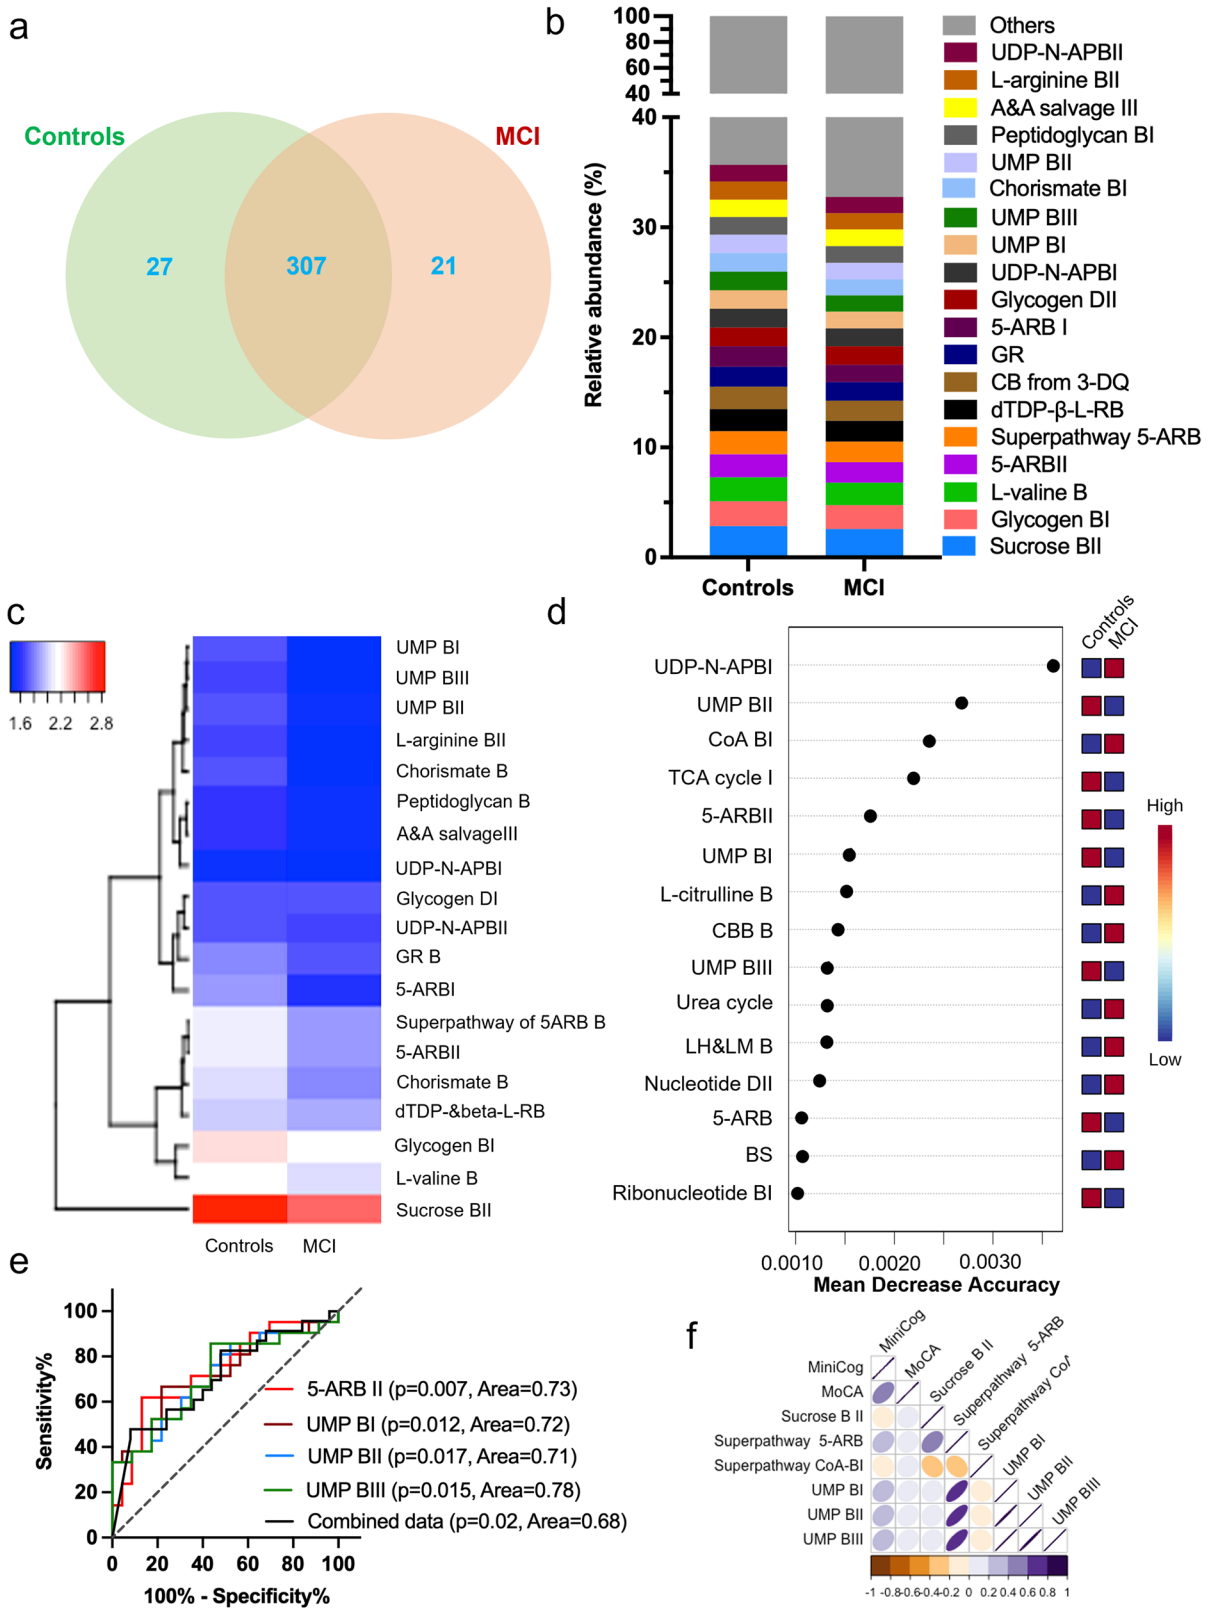 a
Controls
MCI
27
307
21
b
100
80
60
40
40
30
20
10
0
Relative abundance (%)
Controls
MCI
Others
UDP-N-APBII
L-arginine BII
A&A salvage III
Peptidoglycan BI
UMP BII
Chorismate BI
UMP BIII
UMP BI
UDP-N-APBI
Glycogen DII
5-ARB I
GR
CB from 3-DQ
dTDP-β-L-RB
Superpathway 5-ARB
5-ARBII
L-valine B
Glycogen BI
Sucrose BII
c
1.6 2.2 2.8
UMP BI
UMP BIII
UMP BII
L-arginine BII
Chorismate B
Peptidoglycan B
A&A salvageIII
UDP-N-APBI
Glycogen DI
UDP-N-APBII
GR B
5-ARBI
Superpathway of 5ARB B
5-ARBII
Chorismate B
dTDP-&beta-L-RB
Glycogen BI
L-valine B
Sucrose BII
Controls MCI
d
Controls
MCI
UDP-N-APBI
UMP BII
CoA BI
TCA cycle I
5-ARBII
UMP BI
L-citrulline B
CBB B
UMP BIII
Urea cycle
LH&LM B
Nucleotide DII
5-ARB
BS
Ribonucleotide BI
0.0010 0.0020 0.0030
Mean Decrease Accuracy
High
Low
e
Sensitivity%
100
80
60
40
20
0
0 20 40 60 80 100
100% - Specificity%
5-ARB II (p=0.007, Area=0.73)
UMP BI (p=0.012, Area=0.72)
UMP BII (p=0.017, Area=0.71)
UMP BIII (p=0.015, Area=0.78)
Combined data (p=0.02, Area=0.68)
f
MiniCog
MoCA
Sucrose B II
Superpathway 5-ARB
Superpathway CoA
UMP BI
UMP BII
UMP BIII
MiniCog
MoCA
Sucrose B II
Superpathway 5-ARB
Superpathway CoA-BI
UMP BI
UMP BII
UMP BIII
-1 -0.8 -0.6 -0.4 -0.2 0 0.2 0.4 0.6 0.8 1